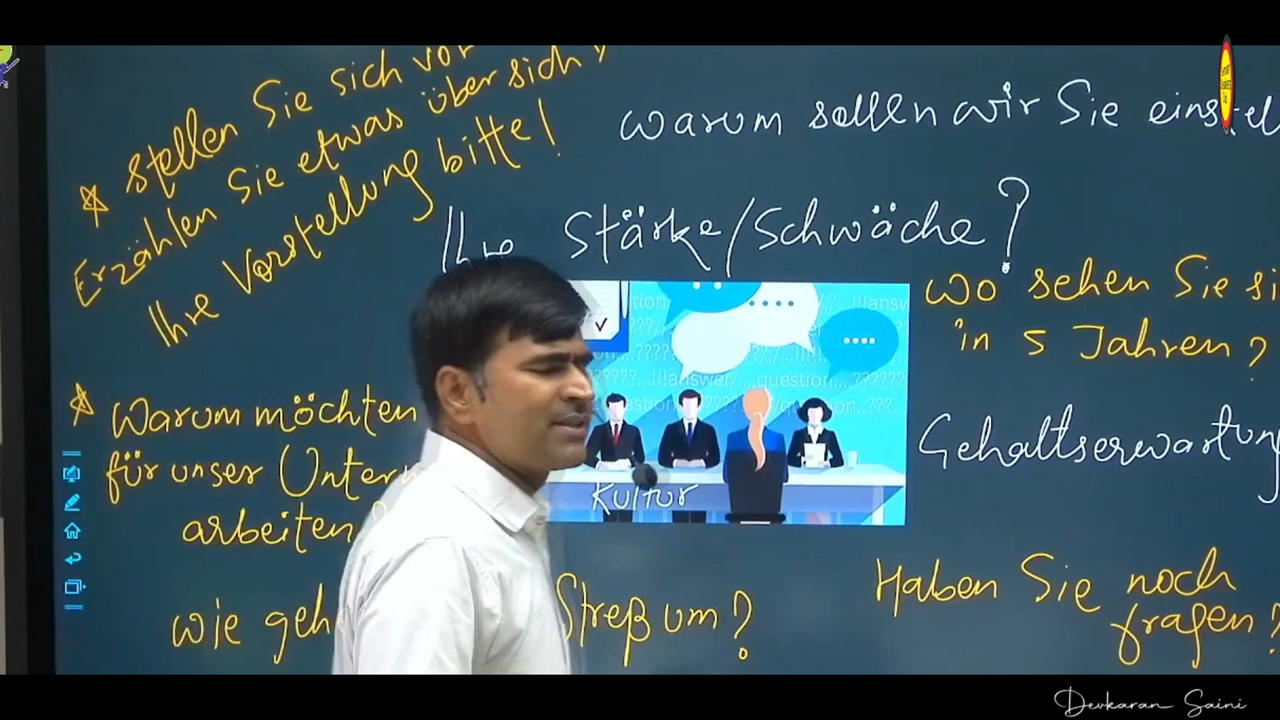 ☆ Stellen Sie sich vor
Erzählen Sie etwas über sich?
Ihre Vorstellung bitte!
warum sollen wir Sie einstell
Ihre Stärke/Schwäche?
wo sehen Sie si
in 5 Jahren?
☆ Warum möchten
für unser Untern
arbeiten?
Gehaltserwartung
Kultur
wie geh
Streß um?
Haben Sie noch
fragen?
Devkaran Saini